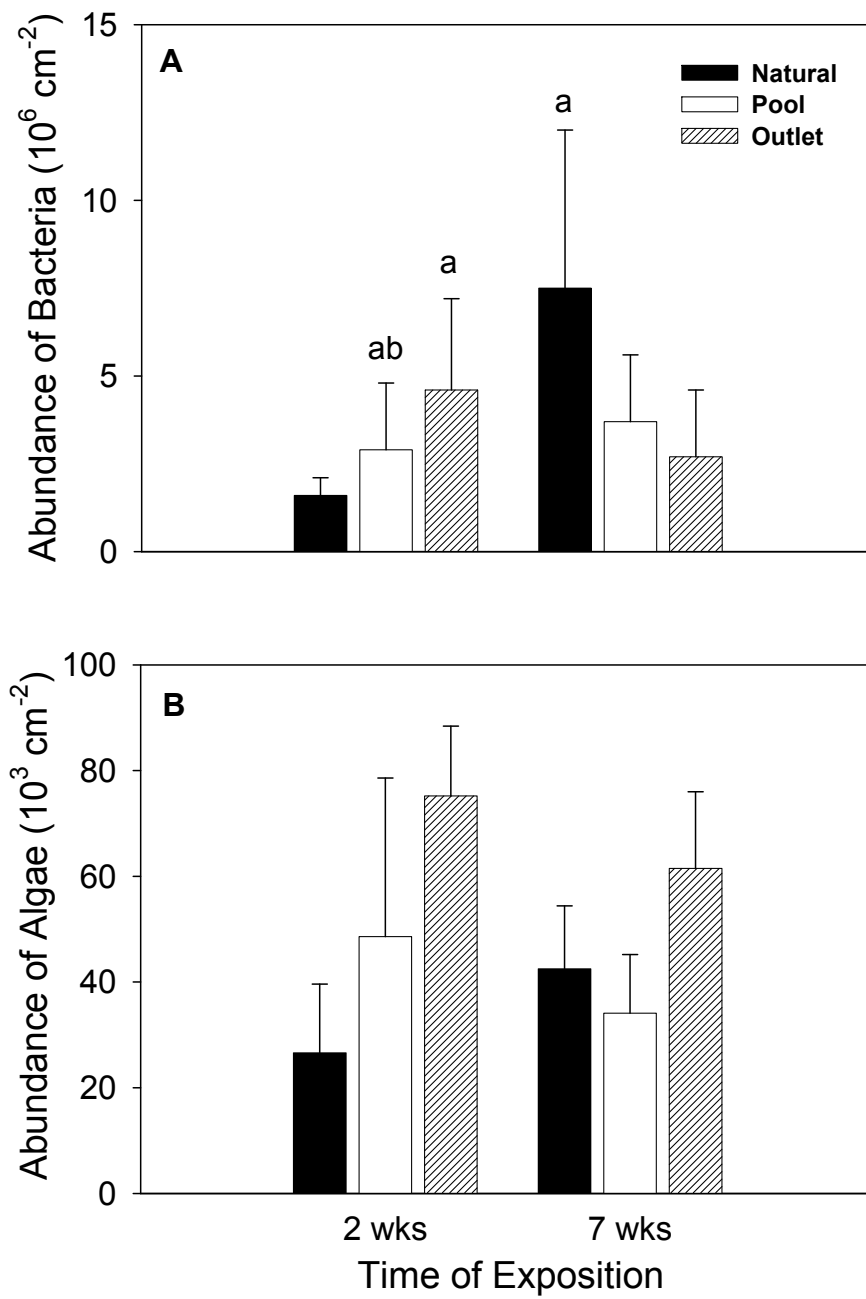 15
A
Natural
Pool
Outlet
a
10
a
ab
5
0
Abundance of Bacteria (10⁶ cm⁻²)
100
B
80
60
40
20
0
Abundance of Algae (10³ cm⁻²)
2 wks 7 wks
Time of Exposition